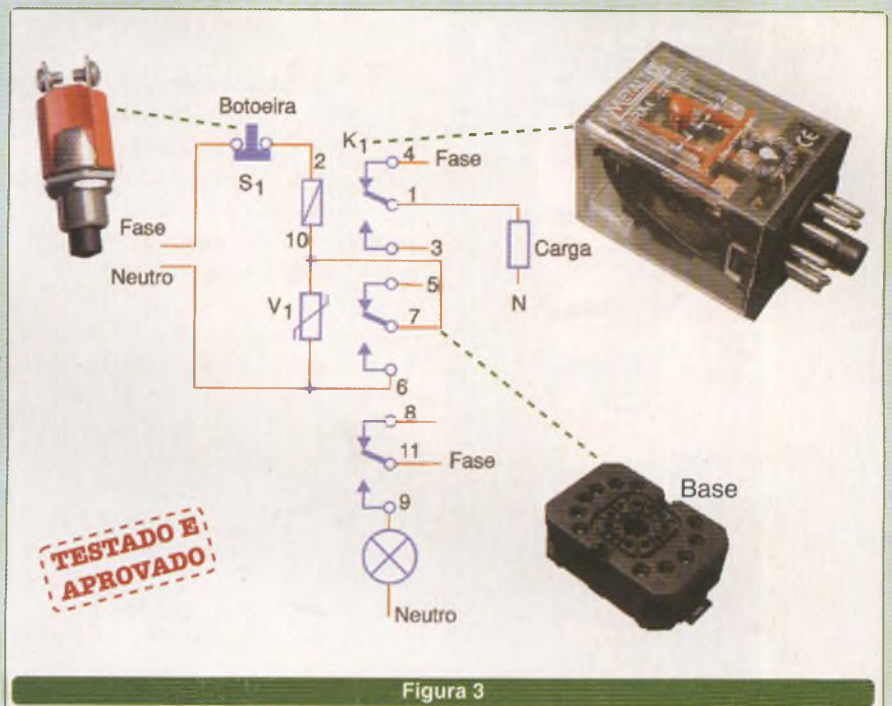 Botoeira
K1
4
Fase
2
S1
1
Fase
10
3
Carga
Neutro
5
V1
7
N
6
8
11
Fase
Base
9
TESTADO E
APROVADO
Neutro
Figura 3